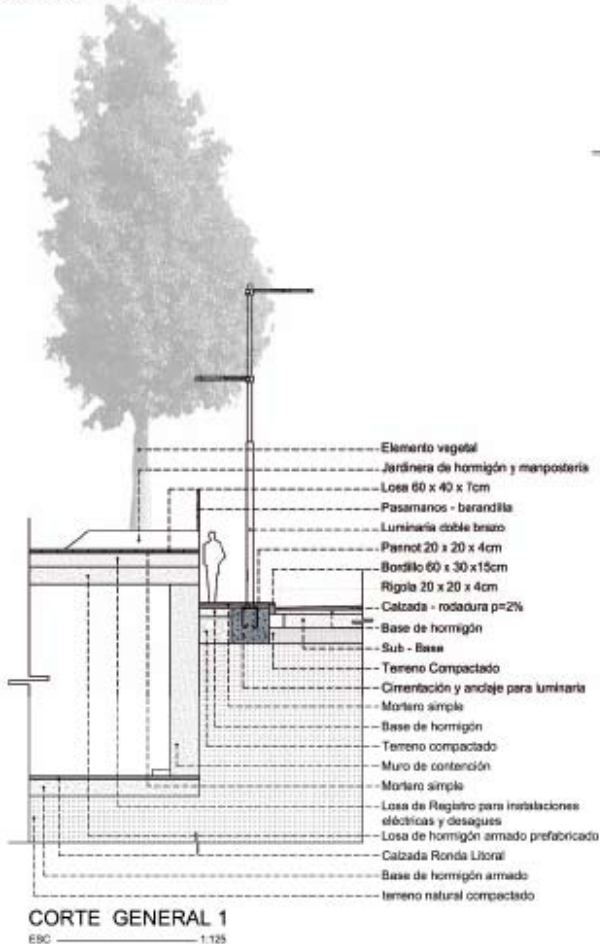 Elemento vegetal
Jardinera de hormigón y manpostería
Losa 60 x 40 x 7cm
Pasamanos - barandilla
Luminaria doble brazo
Pannot 20 x 20 x 4cm
Bordillo 60 x 30 x15cm
Rigola 20 x 20 x 4cm
Calzada - rodadura p=2%
Base de hormigón
Sub - Base
Terreno Compactado
Cimentación y anclaje para luminaria
Mortero simple
Base de hormigón
Terreno compactado
Muro de contención
Mortero simple
Losa de Registro para instalaciones
eléctricas y desagues
Losa de hormigón armado prefabricado
Calzada Ronda Litoral
Base de hormigón armado
terreno natural compactado
CORTE GENERAL 1
ESC 1:125